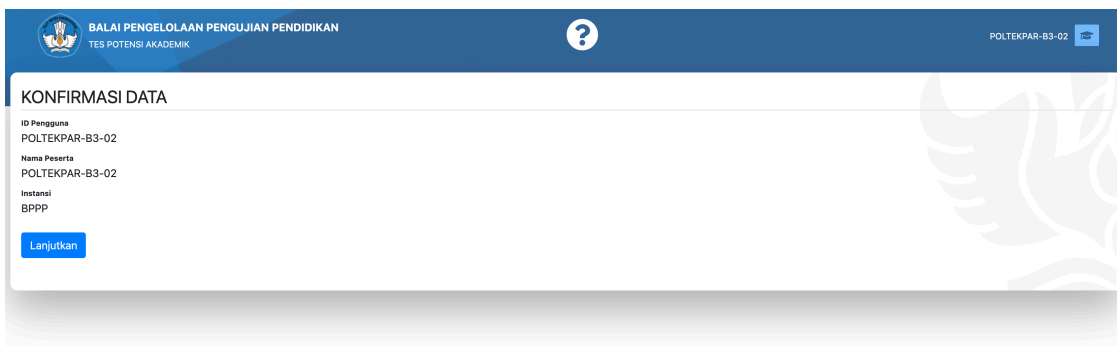 BALAI PENGELOLAAN PENGUJIAN PENDIDIKAN
TES POTENSI AKADEMIK
?
POLTEKPAR-B3-02
KONFIRMASI DATA
ID Pengguna
POLTEKPAR-B3-02
Nama Peserta
POLTEKPAR-B3-02
Instansi
BPPP
Lanjutkan